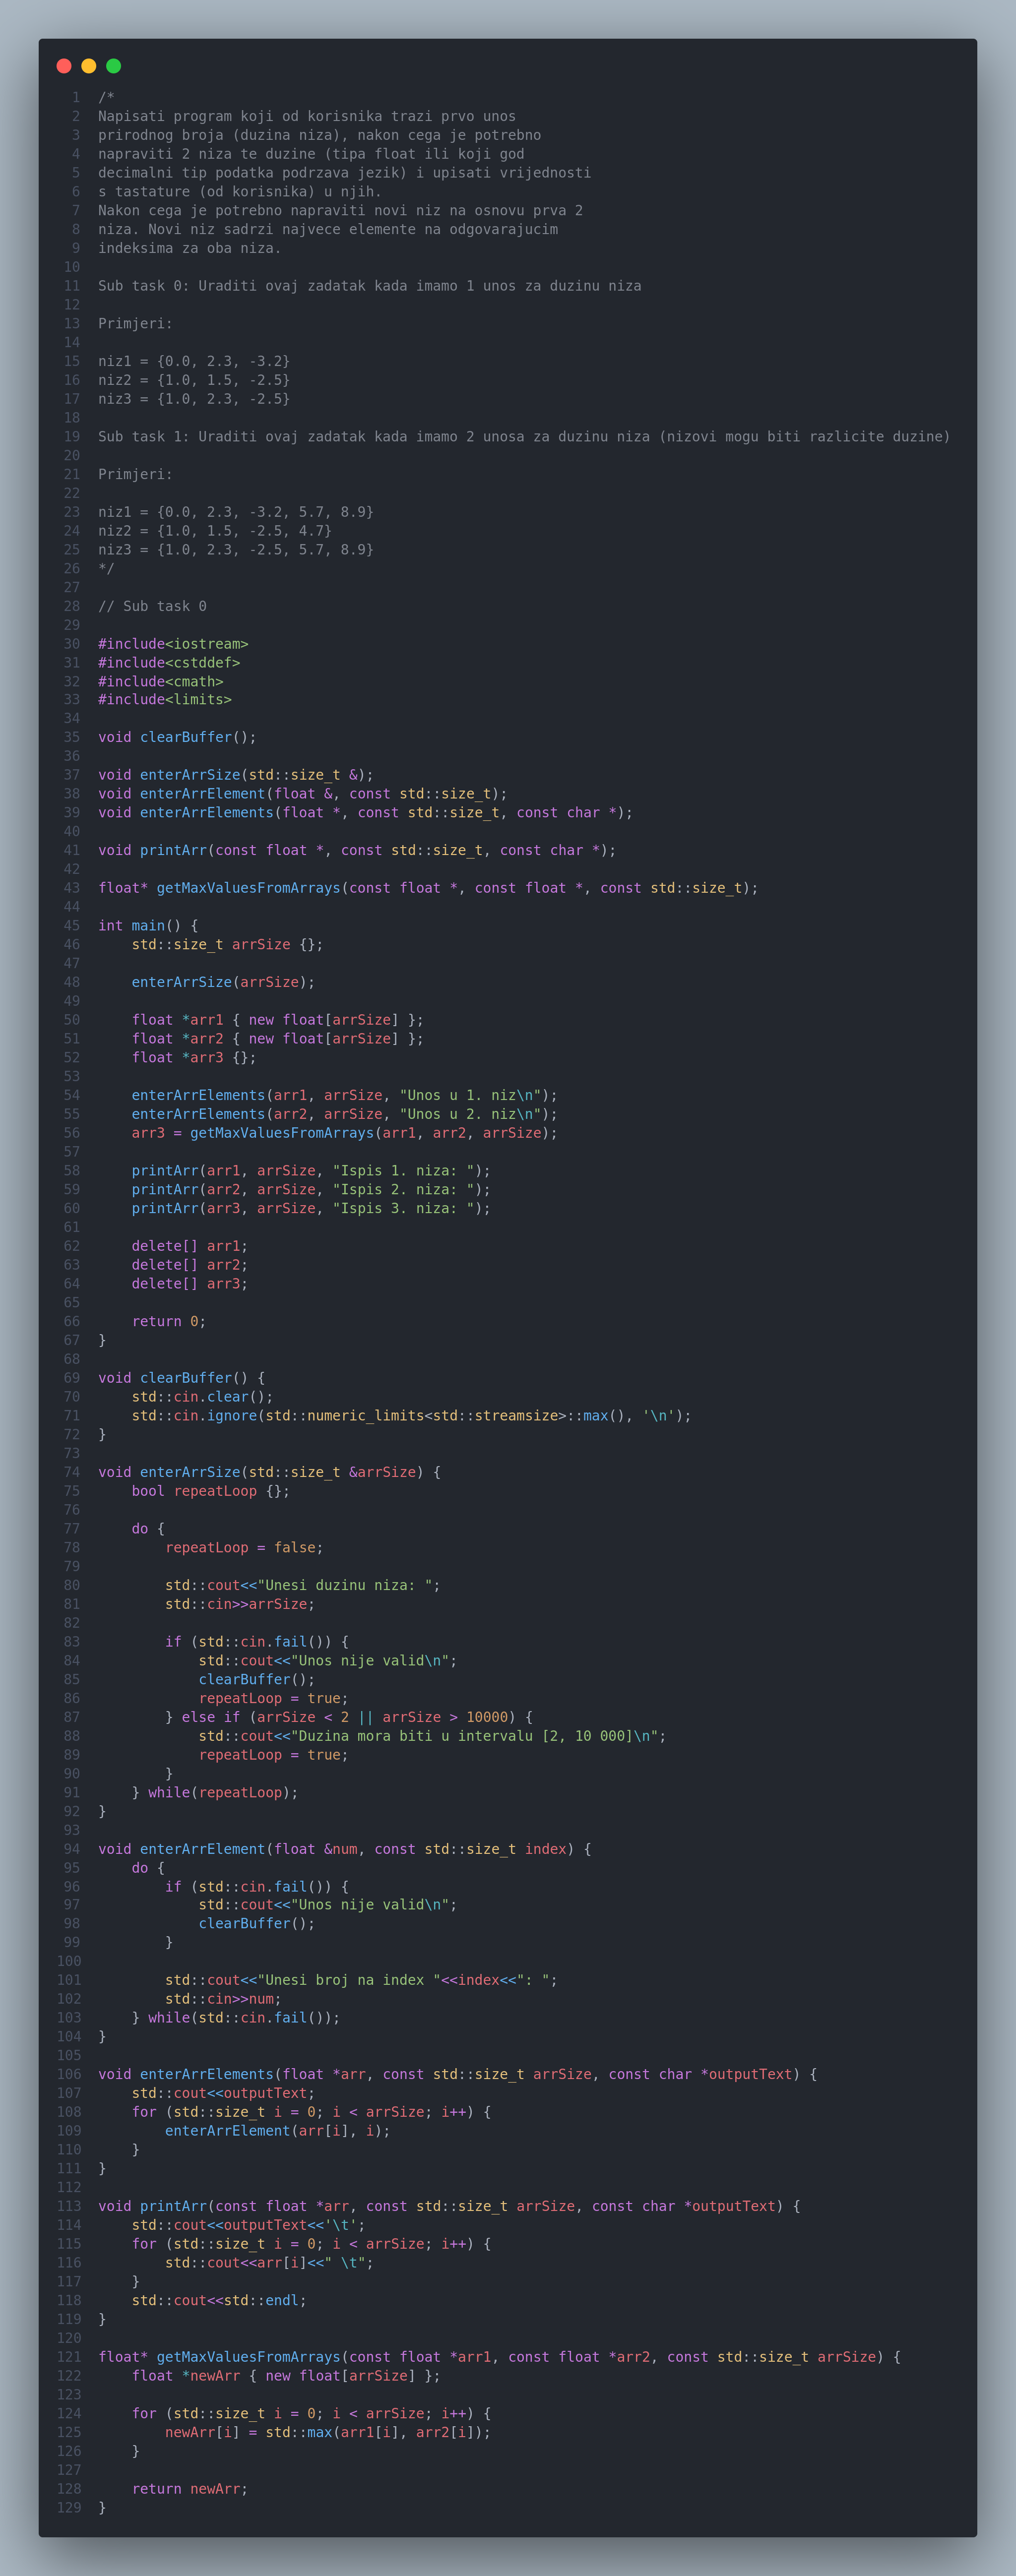 1 /*
2 Napisati program koji od korisnika trazi prvo unos
3 prirodnog broja (duzina niza), nakon cega je potrebno
4 napraviti 2 niza te duzine (tipa float ili koji god
5 decimalni tip podatka podrzava jezik) i upisati vrijednosti
6 s tastature (od korisnika) u njih.
7 Nakon cega je potrebno napraviti novi niz na osnovu prva 2
8 niza. Novi niz sadrzi najvece elemente na odgovarajucim
9 indeksima za oba niza.
10
11 Sub task 0: Uraditi ovaj zadatak kada imamo 1 unos za duzinu niza
12
13 Primjeri:
14
15 niz1 = {0.0, 2.3, -3.2}
16 niz2 = {1.0, 1.5, -2.5}
17 niz3 = {1.0, 2.3, -2.5}
18
19 Sub task 1: Uraditi ovaj zadatak kada imamo 2 unosa za duzinu niza (nizovi mogu biti razlicite duzine)
20
21 Primjeri:
22
23 niz1 = {0.0, 2.3, -3.2, 5.7, 8.9}
24 niz2 = {1.0, 1.5, -2.5, 4.7}
25 niz3 = {1.0, 2.3, -2.5, 5.7, 8.9}
26 */
27
28 // Sub task 0
29
30 #include<iostream>
31 #include<cstddef>
32 #include<cmath>
33 #include<limits>
34
35 void clearBuffer();
36
37 void enterArrSize(std::size_t &);
38 void enterArrElement(float &, const std::size_t);
39 void enterArrElements(float *, const std::size_t, const char *);
40
41 void printArr(const float *, const std::size_t, const char *);
42
43 float* getMaxValuesFromArrays(const float *, const float *, const std::size_t);
44
45 int main() {
46     std::size_t arrSize {};
47
48     enterArrSize(arrSize);
49
50     float *arr1 { new float[arrSize] };
51     float *arr2 { new float[arrSize] };
52     float *arr3 {};
53
54     enterArrElements(arr1, arrSize, "Unos u 1. niz\n");
55     enterArrElements(arr2, arrSize, "Unos u 2. niz\n");
56     arr3 = getMaxValuesFromArrays(arr1, arr2, arrSize);
57
58     printArr(arr1, arrSize, "Ispis 1. niza: ");
59     printArr(arr2, arrSize, "Ispis 2. niza: ");
60     printArr(arr3, arrSize, "Ispis 3. niza: ");
61
62     delete[] arr1;
63     delete[] arr2;
64     delete[] arr3;
65
66     return 0;
67 }
68
69 void clearBuffer() {
70     std::cin.clear();
71     std::cin.ignore(std::numeric_limits<std::streamsize>::max(), '\n');
72 }
73
74 void enterArrSize(std::size_t &arrSize) {
75     bool repeatLoop {};
76
77     do {
78         repeatLoop = false;
79
80         std::cout<<"Unesi duzinu niza: ";
81         std::cin>>arrSize;
82
83         if (std::cin.fail()) {
84             std::cout<<"Unos nije valid\n";
85             clearBuffer();
86             repeatLoop = true;
87         } else if (arrSize < 2 || arrSize > 10000) {
88             std::cout<<"Duzina mora biti u intervalu [2, 10 000]\n";
89             repeatLoop = true;
90         }
91     } while(repeatLoop);
92 }
93
94 void enterArrElement(float &num, const std::size_t index) {
95     do {
96         if (std::cin.fail()) {
97             std::cout<<"Unos nije valid\n";
98             clearBuffer();
99         }
100
101         std::cout<<"Unesi broj na index "<<index<<": ";
102         std::cin>>num;
103     } while(std::cin.fail());
104 }
105
106 void enterArrElements(float *arr, const std::size_t arrSize, const char *outputText) {
107     std::cout<<outputText;
108     for (std::size_t i = 0; i < arrSize; i++) {
109         enterArrElement(arr[i], i);
110     }
111 }
112
113 void printArr(const float *arr, const std::size_t arrSize, const char *outputText) {
114     std::cout<<outputText<<'\t';
115     for (std::size_t i = 0; i < arrSize; i++) {
116         std::cout<<arr[i]<<" \t";
117     }
118     std::cout<<std::endl;
119 }
120
121 float* getMaxValuesFromArrays(const float *arr1, const float *arr2, const std::size_t arrSize) {
122     float *newArr { new float[arrSize] };
123
124     for (std::size_t i = 0; i < arrSize; i++) {
125         newArr[i] = std::max(arr1[i], arr2[i]);
126     }
127
128     return newArr;
129 }